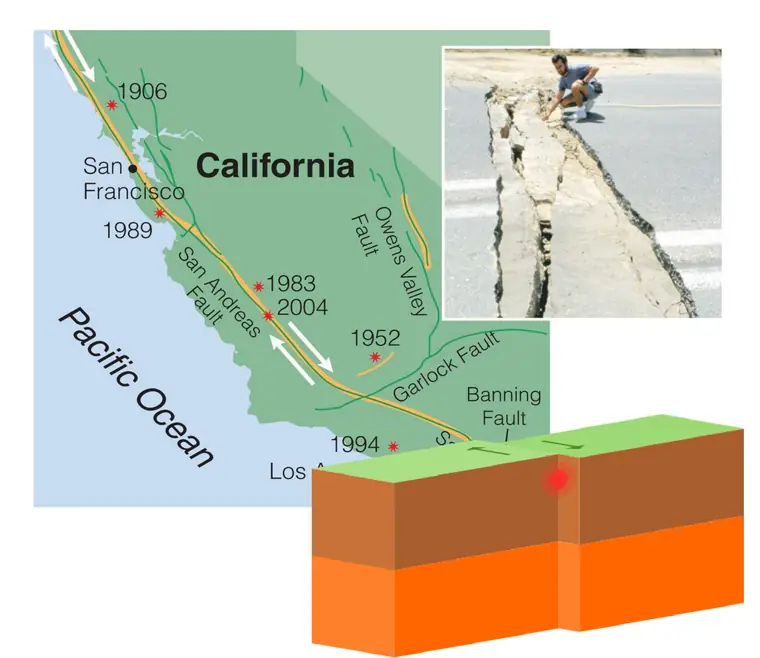 1906
San
Francisco
California
1989
San Andreas
Fault
1983
2004
Owens Valley
Fault
1952
Pacific Ocean
Garlock Fault
Banning
Fault
1994
Los